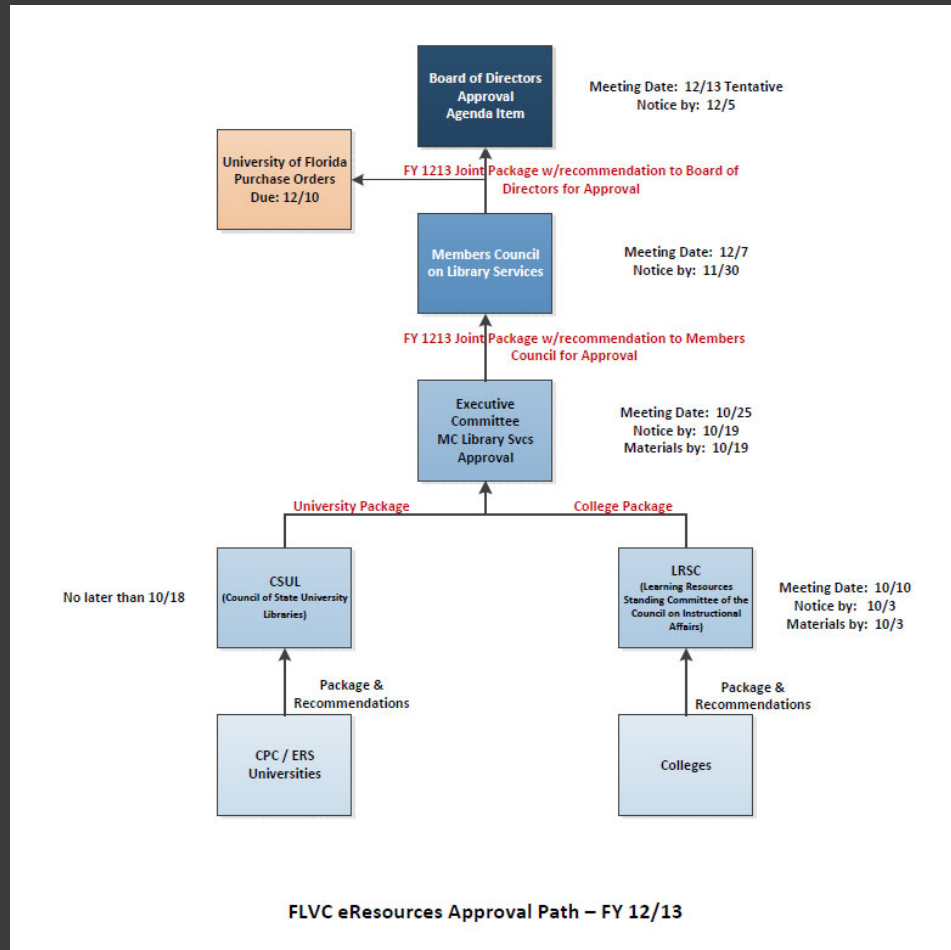 Board of Directors
Approval
Agenda Item
Meeting Date: 12/13 Tentative
Notice by: 12/5
University of Florida
Purchase Orders
Due: 12/10
FY 1213 Joint Package w/recommendation to Board of
Directors for Approval
Members Council
on Library Services
Meeting Date: 12/7
Notice by: 11/30
FY 1213 Joint Package w/recommendation to Members
Council for Approval
Executive
Committee
MC Library Svcs
Approval
Meeting Date: 10/25
Notice by: 10/19
Materials by: 10/19
University Package
College Package
No later than 10/18
CSUL
(Council of State University
Libraries)
LRSC
(Learning Resources
Standing Committee of the
Council on Instructional
Affairs)
Meeting Date: 10/10
Notice by: 10/3
Materials by: 10/3
Package &
Recommendations
Package &
Recommendations
CPC / ERS
Universities
Colleges
FLVC eResources Approval Path – FY 12/13